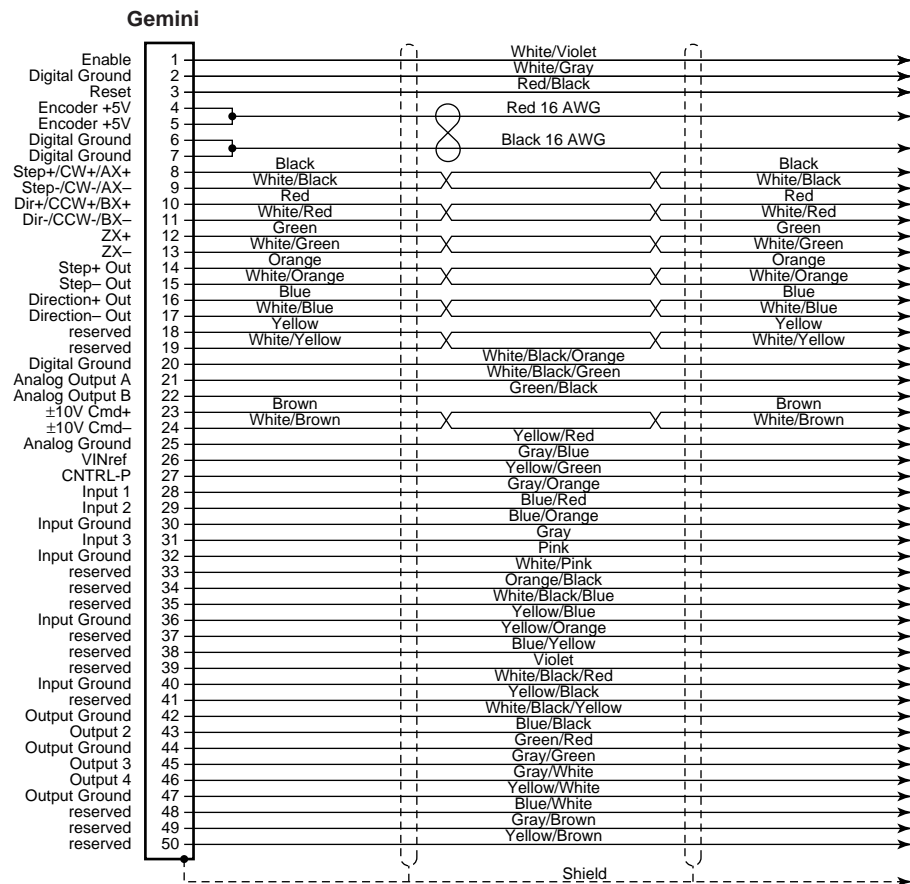 Gemini
Enable 1 White/Violet
Digital Ground 2 White/Gray
Reset 3 Red/Black
Encoder +5V 4 Red 16 AWG
Encoder +5V 5
Digital Ground 6 Black 16 AWG
Digital Ground 7
Step+/CW+/AX+ 8 Black Black
Step-/CW-/AX– 9 White/Black White/Black
Dir+/CCW+/BX+ 10 Red Red
Dir-/CCW-/BX– 11 White/Red White/Red
ZX+ 12 Green Green
ZX– 13 White/Green White/Green
Step+ Out 14 Orange Orange
Step– Out 15 White/Orange White/Orange
Direction+ Out 16 Blue Blue
Direction– Out 17 White/Blue White/Blue
reserved 18 Yellow Yellow
reserved 19 White/Yellow White/Yellow
Digital Ground 20 White/Black/Orange
Analog Output A 21 White/Black/Green
Analog Output B 22 Green/Black
±10V Cmd+ 23 Brown Brown
±10V Cmd– 24 White/Brown White/Brown
Analog Ground 25 Yellow/Red
VINref 26 Gray/Blue
CNTRL-P 27 Yellow/Green
Input 1 28 Gray/Orange
Input 2 29 Blue/Red
Input Ground 30 Blue/Orange
Input 3 31 Gray
Input Ground 32 Pink
reserved 33 White/Pink
reserved 34 Orange/Black
reserved 35 White/Black/Blue
Input Ground 36 Yellow/Blue
reserved 37 Yellow/Orange
reserved 38 Blue/Yellow
reserved 39 Violet
Input Ground 40 White/Black/Red
reserved 41 Yellow/Black
Output Ground 42 White/Black/Yellow
Output 2 43 Blue/Black
Output Ground 44 Green/Red
Output 3 45 Gray/Green
Output 4 46 Gray/White
Output Ground 47 Yellow/White
reserved 48 Blue/White
reserved 49 Gray/Brown
reserved 50 Yellow/Brown
Shield